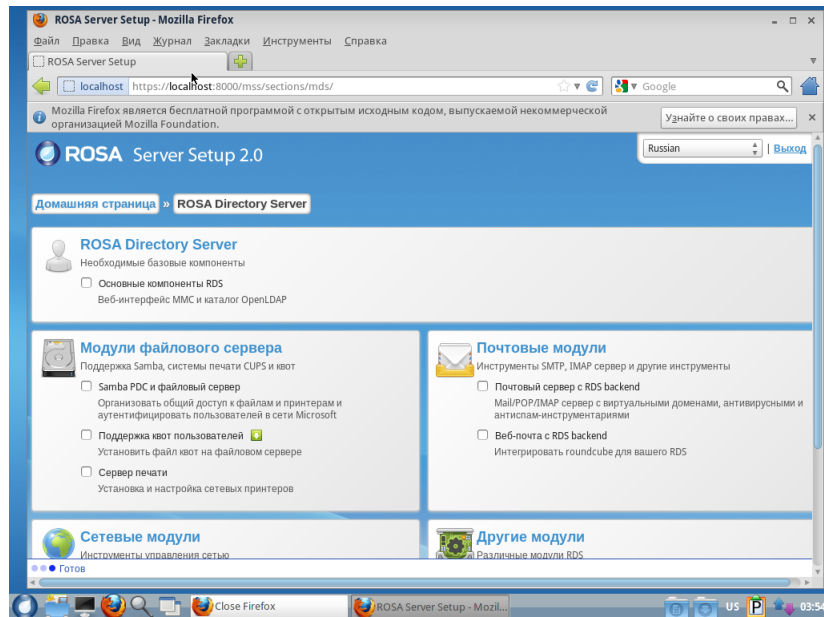 ROSA Server Setup - Mozilla Firefox
Файл Правка Вид Журнал Закладки Инструменты Справка
ROSA Server Setup
localhost https://localhost:8000/mss/sections/mds/ Google
Mozilla Firefox является бесплатной программой с открытым исходным кодом, выпускаемой некоммерческой
организацией Mozilla Foundation.
Узнайте о своих правах...
ROSA Server Setup 2.0
Russian | Выход
Домашняя страница » ROSA Directory Server
ROSA Directory Server
Необходимые базовые компоненты
Основные компоненты RDS
Веб-интерфейс MMC и каталог OpenLDAP
Модули файлового сервера
Поддержка Samba, системы печати CUPS и квот
Samba PDC и файловый сервер
Организовать общий доступ к файлам и принтерам и
аутентифицировать пользователей в сети Microsoft
Поддержка квот пользователей
Установить файл квот на файловом сервере
Сервер печати
Установка и настройка сетевых принтеров
Почтовые модули
Инструменты SMTP, IMAP сервер и другие инструменты
Почтовый сервер с RDS backend
Mail/POP/IMAP сервер с виртуальными доменами, антивирусными и
антиспам-инструментариями
Веб-почта с RDS backend
Интегрировать roundcube для вашего RDS
Сетевые модули
Инструменты управления сетью
Другие модули
Различные модули RDS
Готов
Close Firefox
ROSA Server Setup - Mozil...
US
P
03:54